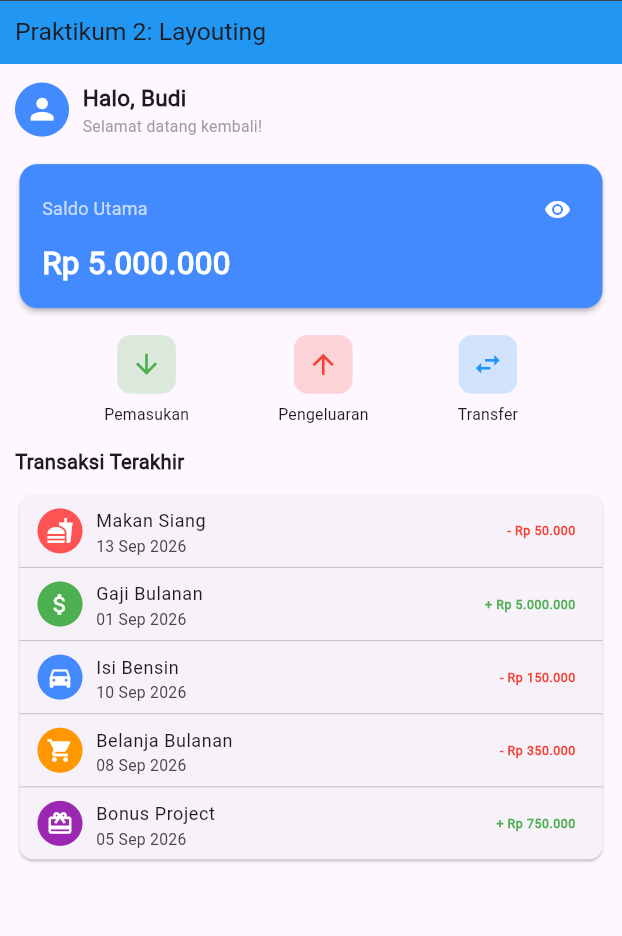 Praktikum 2: Layouting
Halo, Budi
Selamat datang kembali!
Saldo Utama
Rp 5.000.000
Pemasukan
Pengeluaran
Transfer
Transaksi Terakhir
Makan Siang
13 Sep 2026
- Rp 50.000
Gaji Bulanan
01 Sep 2026
+ Rp 5.000.000
Isi Bensin
10 Sep 2026
- Rp 150.000
Belanja Bulanan
08 Sep 2026
- Rp 350.000
Bonus Project
05 Sep 2026
+ Rp 750.000